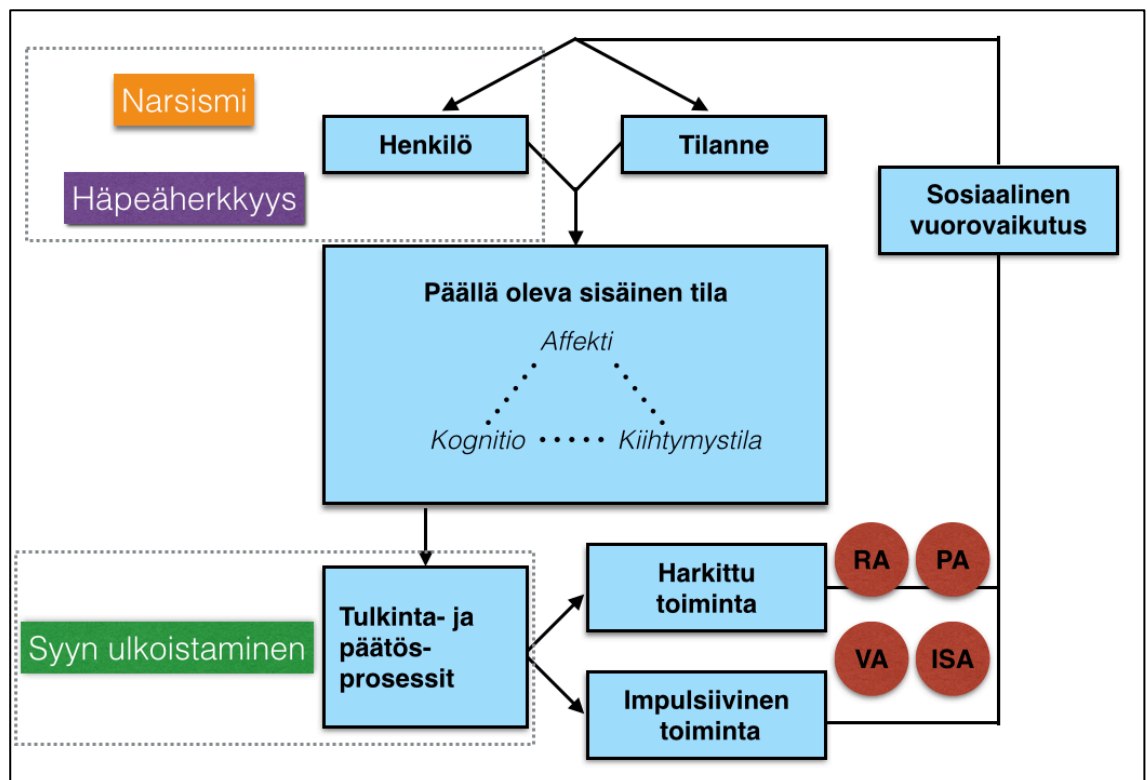 Narsismi
Henkilö
Tilanne
Häpeäherkkyys
Sosiaalinen
vuorovaikutus
Päällä oleva sisäinen tila
Affekti
Kognitio
Kiihtymystila
Syyn ulkoistaminen
Tulkinta- ja
päätös-
prosessit
Harkittu
toiminta
RA
PA
VA
ISA
Impulsiivinen
toiminta